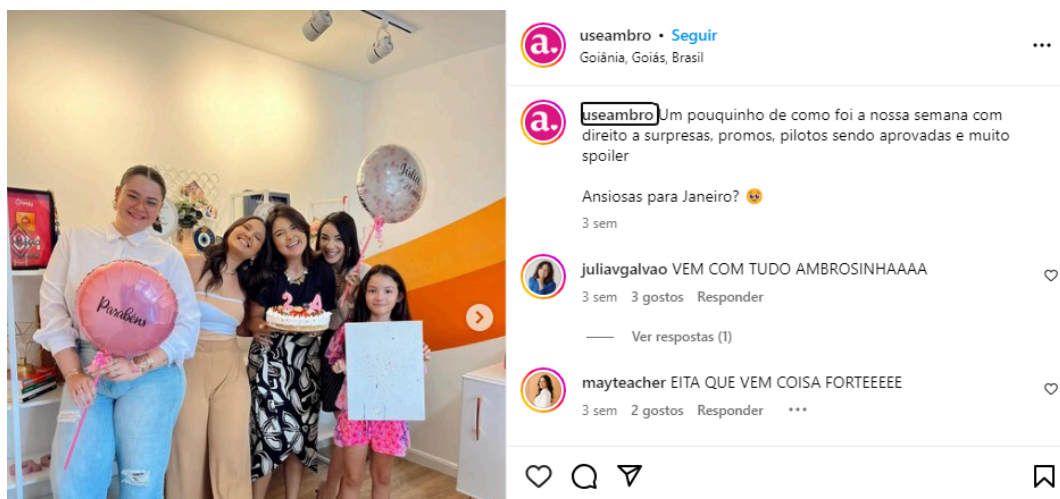 Júlia
Parabéns
24
a.
useambro • Seguir
Goiânia, Goiás, Brasil
a.
useambro Um pouquinho de como foi a nossa semana com
direito a surpresas, promos, pilotos sendo aprovadas e muito
spoiler
Ansiosas para Janeiro? 🥹
3 sem
juliavgalvao VEM COM TUDO AMBROSINHAAAA
3 sem 3 gostos Responder
Ver respostas (1)
mayteacher EITA QUE VEM COISA FORTEEEEE
3 sem 2 gostos Responder